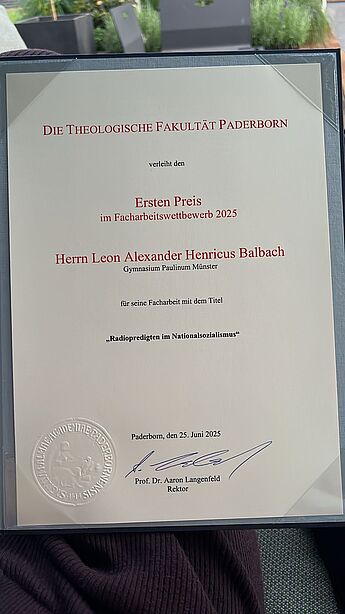 DIE THEOLOGISCHE FAKULTÄT PADERBORN
verleiht den
Ersten Preis
im Facharbeitswettbewerb 2025
Herrn Leon Alexander Henricus Balbach
Gymnasium Paulinum Münster
für seine Facharbeit mit dem Titel
„Radiopredigten im Nationalsozialismus“
Paderborn, den 25. Juni 2025
Prof. Dr. Aaron Langenfeld
Rektor